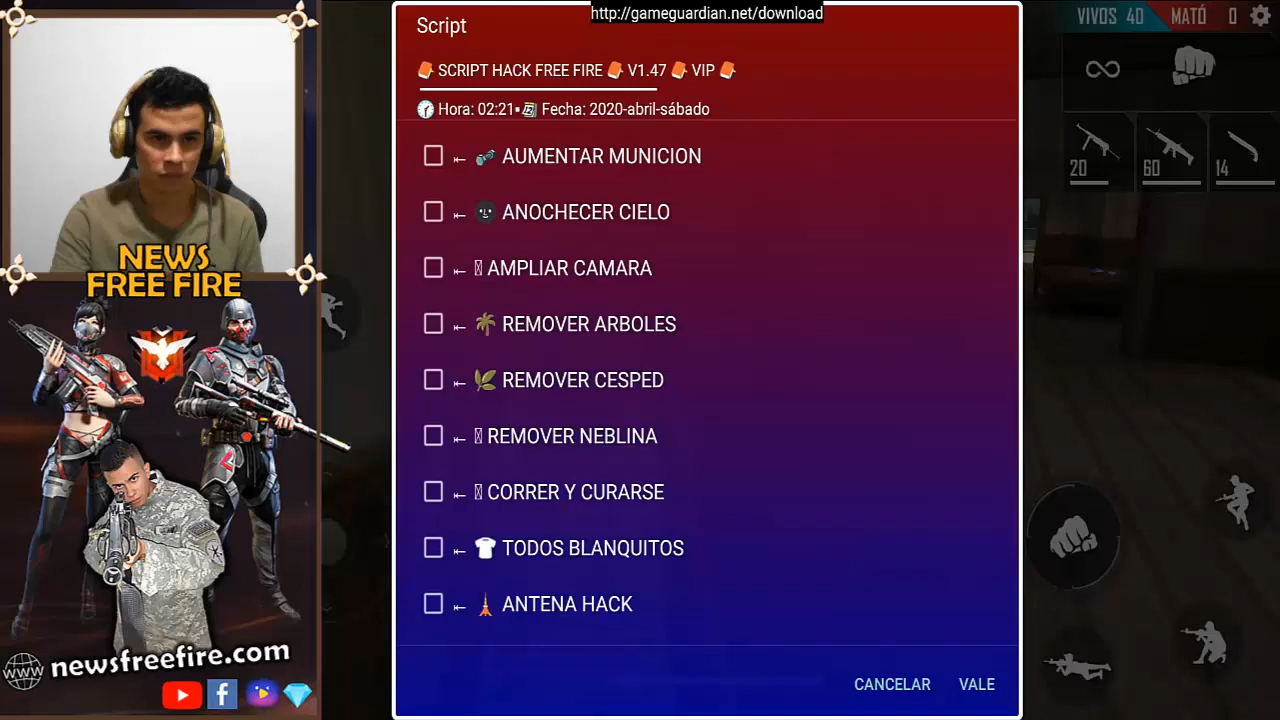 http://gameguardian.net/download
Script
SCRIPT HACK FREE FIRE V1.47 VIP
Hora: 02:21▪ Fecha: 2020-abril-sábado
← AUMENTAR MUNICION
← ANOCHECER CIELO
← AMPLIAR CAMARA
← REMOVER ARBOLES
← REMOVER CESPED
← REMOVER NEBLINA
← CORRER Y CURARSE
← TODOS BLANQUITOS
← ANTENA HACK
CANCELAR VALE
VIVOS 40 MATÓ 0
20 60 14
NEWS
FREE FIRE
www newsfreefire.com